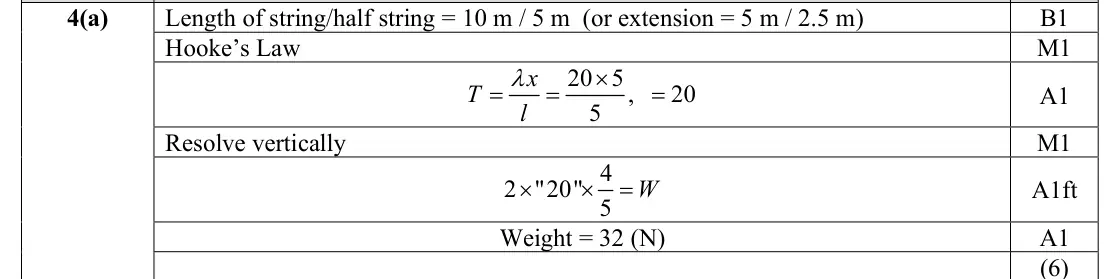 4(a) Length of string/half string = 10 m / 5 m (or extension = 5 m / 2.5 m) B1
Hooke's Law M1
T = λx/l = 20×5/5, = 20 A1
Resolve vertically M1
2×"20"×4/5 = W A1ft
Weight = 32 (N) A1
(6)